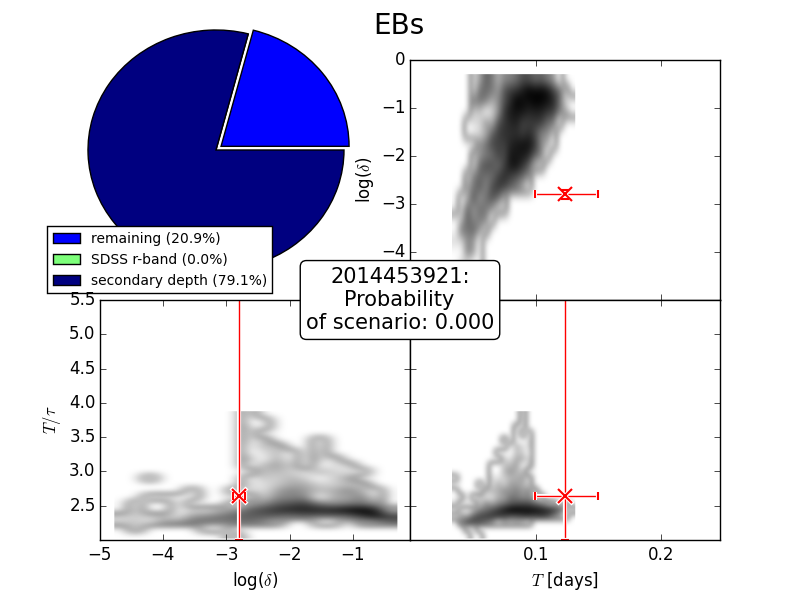 EBs
remaining (20.9%)
SDSS r-band (0.0%)
secondary depth (79.1%)
0
−1
−2
−3
−4
log(δ)
2014453921:
Probability
of scenario: 0.000
5.5
5.0
4.5
4.0
3.5
3.0
2.5
T/τ
−5
−4
−3
−2
−1
log(δ)
0.1
0.2
T [days]